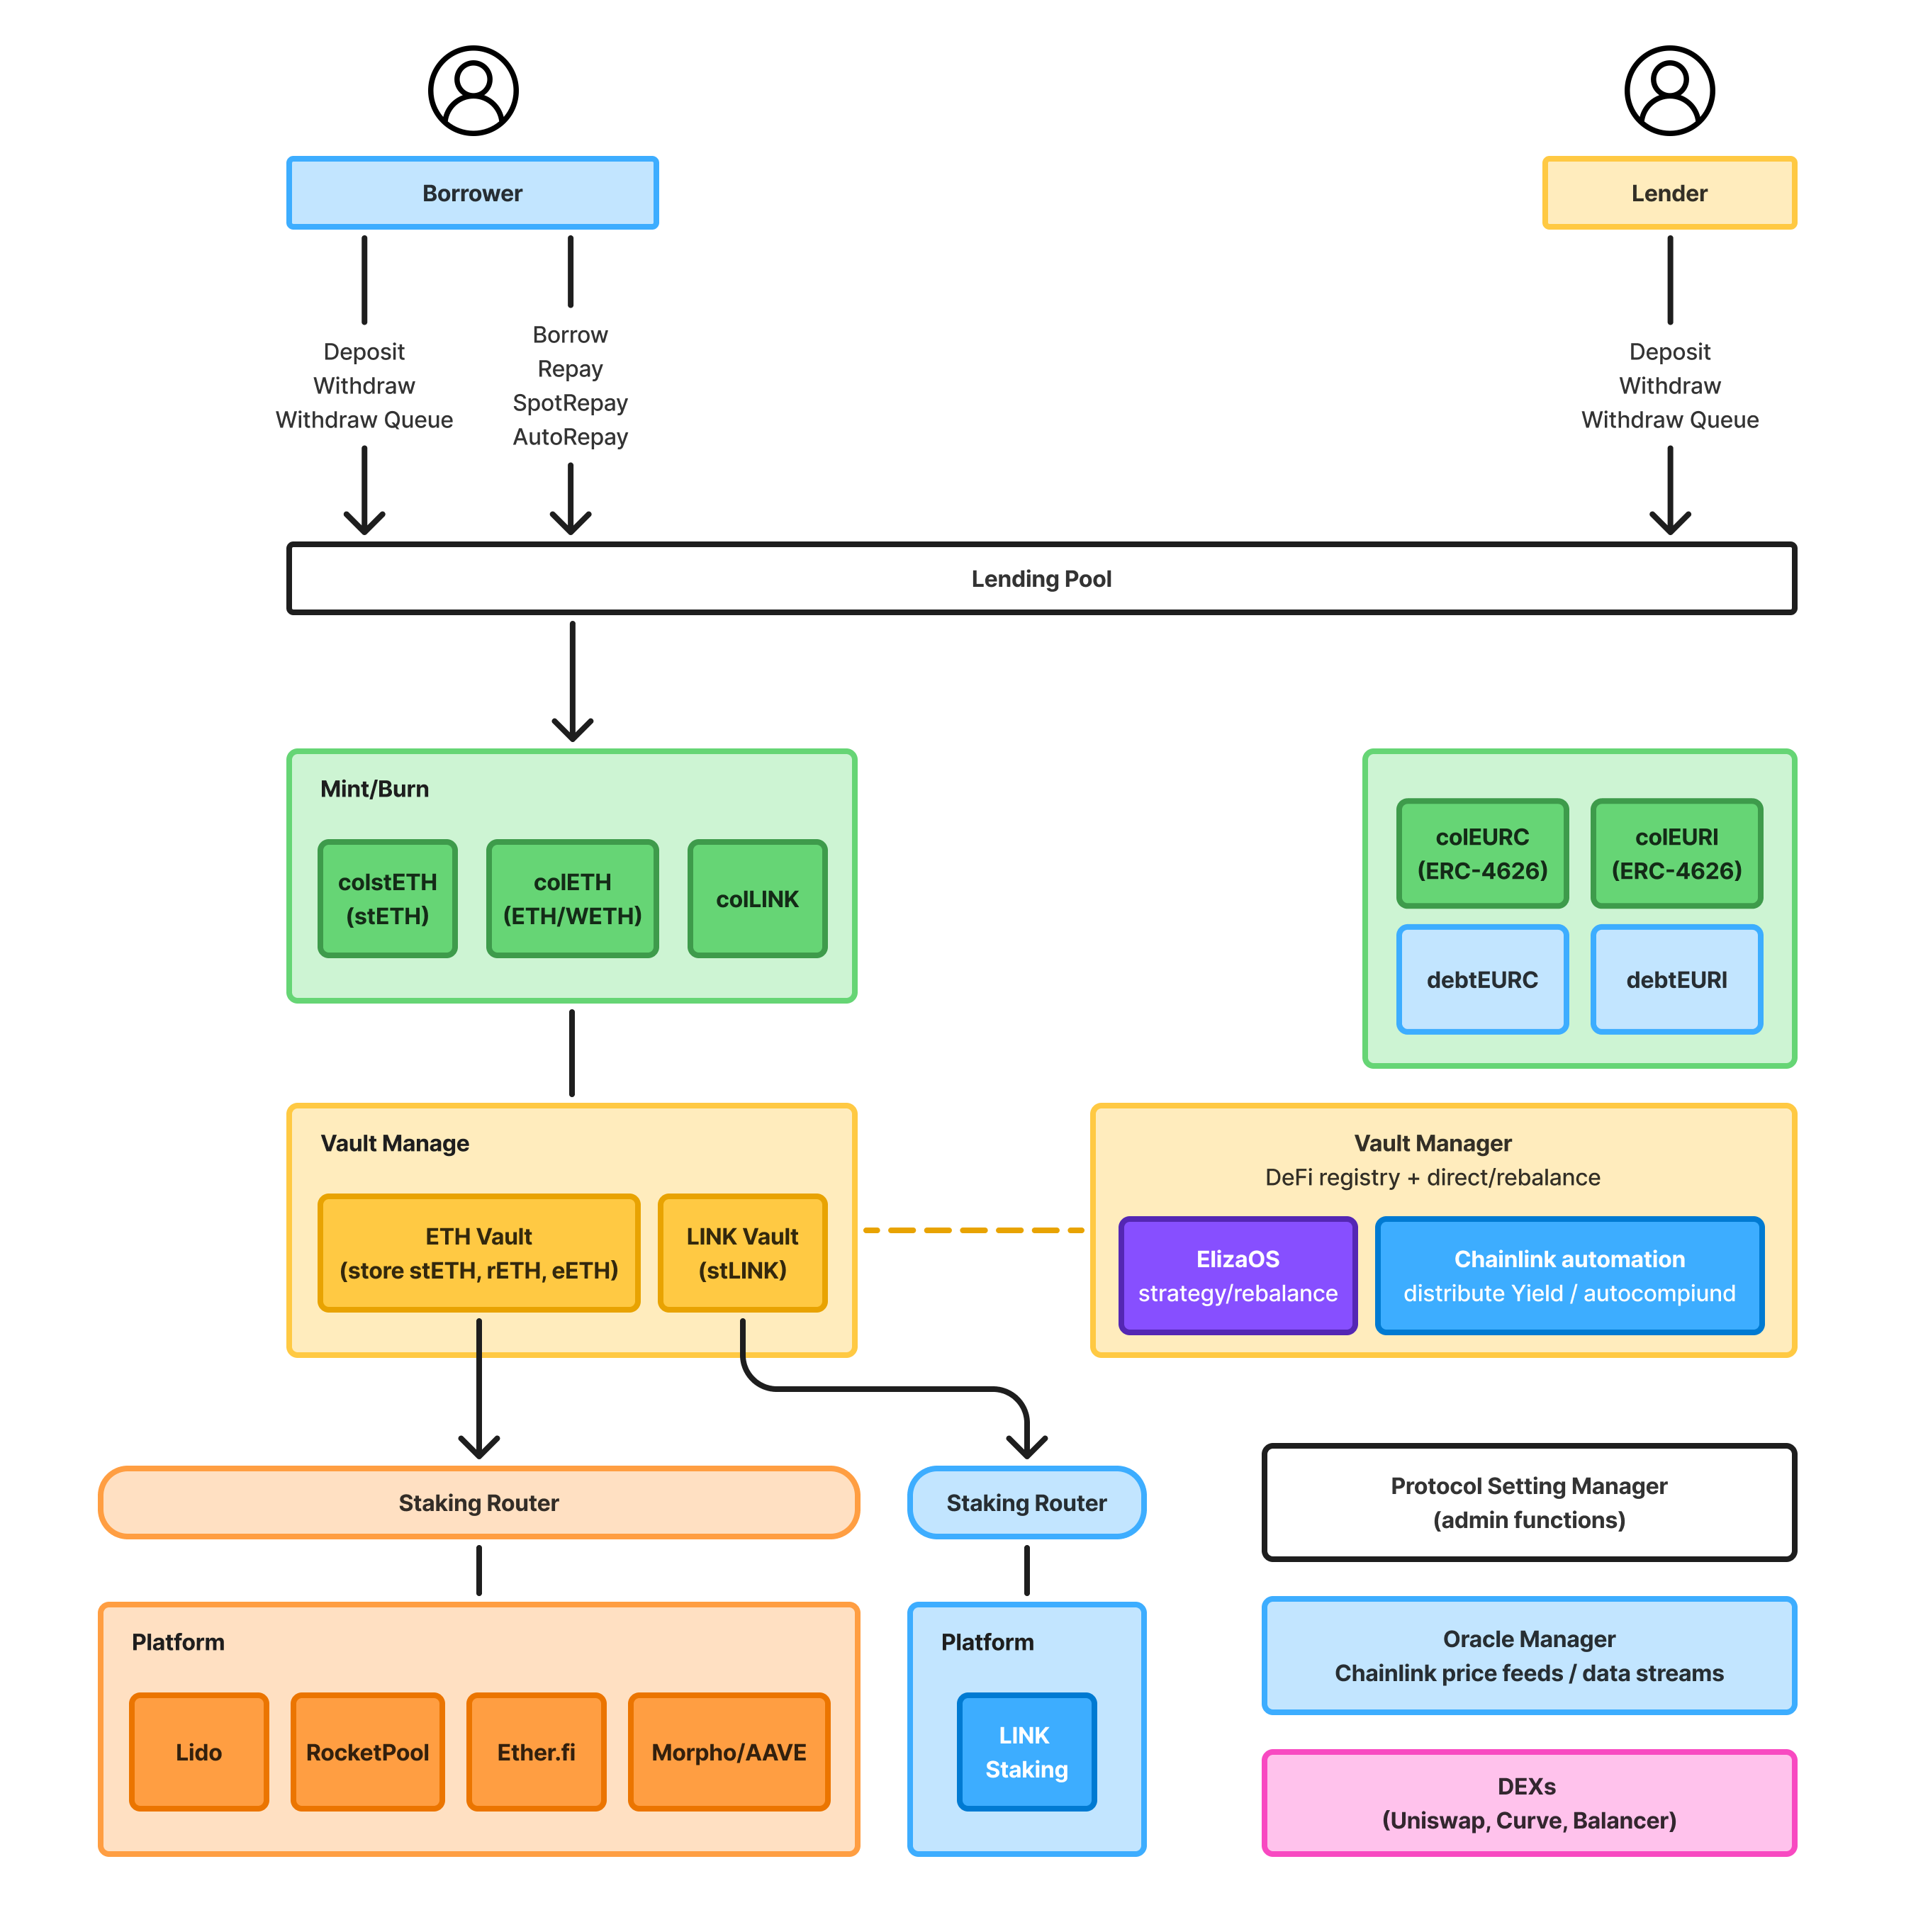 Borrower
Lender
Deposit
Withdraw
Withdraw Queue
Borrow
Repay
SpotRepay
AutoRepay
Deposit
Withdraw
Withdraw Queue
Lending Pool
Mint/Burn
colstETH
(stETH)
colETH
(ETH/WETH)
colLINK
colEURC
(ERC-4626)
colEURI
(ERC-4626)
debtEURC
debtEURI
Vault Manage
ETH Vault
(store stETH, rETH, eETH)
LINK Vault
(stLINK)
Vault Manager
DeFi registry + direct/rebalance
ElizaOS
strategy/rebalance
Chainlink automation
distribute Yield / autocompiund
Staking Router
Staking Router
Protocol Setting Manager
(admin functions)
Platform
Lido
RocketPool
Ether.fi
Morpho/AAVE
Platform
LINK
Staking
Oracle Manager
Chainlink price feeds / data streams
DEXs
(Uniswap, Curve, Balancer)